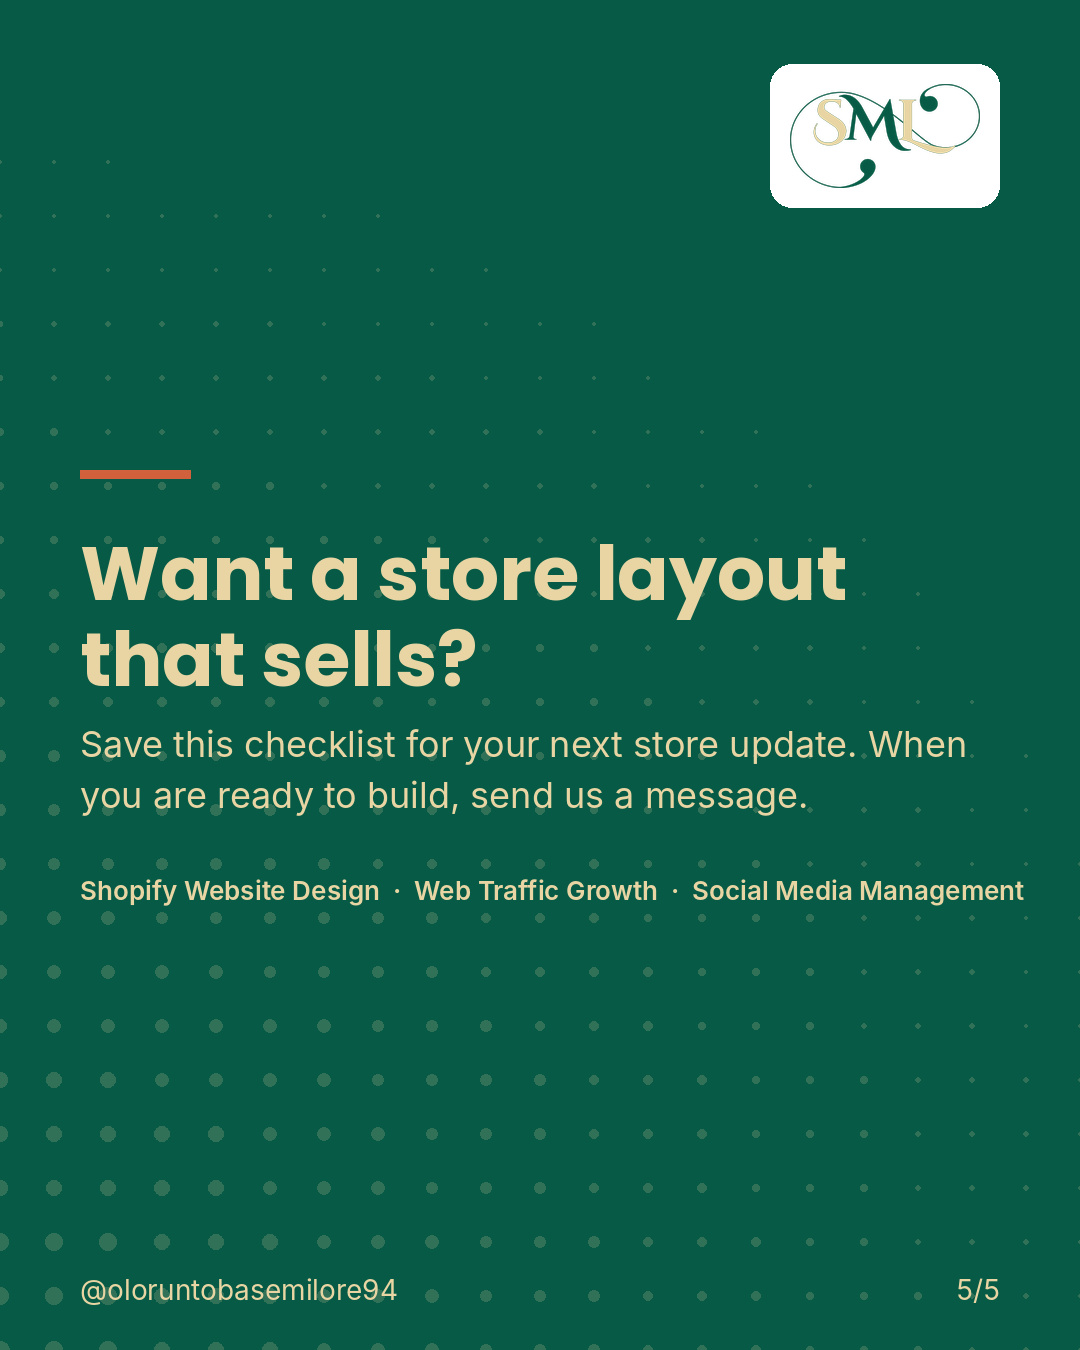 SML
Want a store layout
that sells?
Save this checklist for your next store update. When
you are ready to build, send us a message.
Shopify Website Design · Web Traffic Growth · Social Media Management
@oloruntobasemilore94
5/5